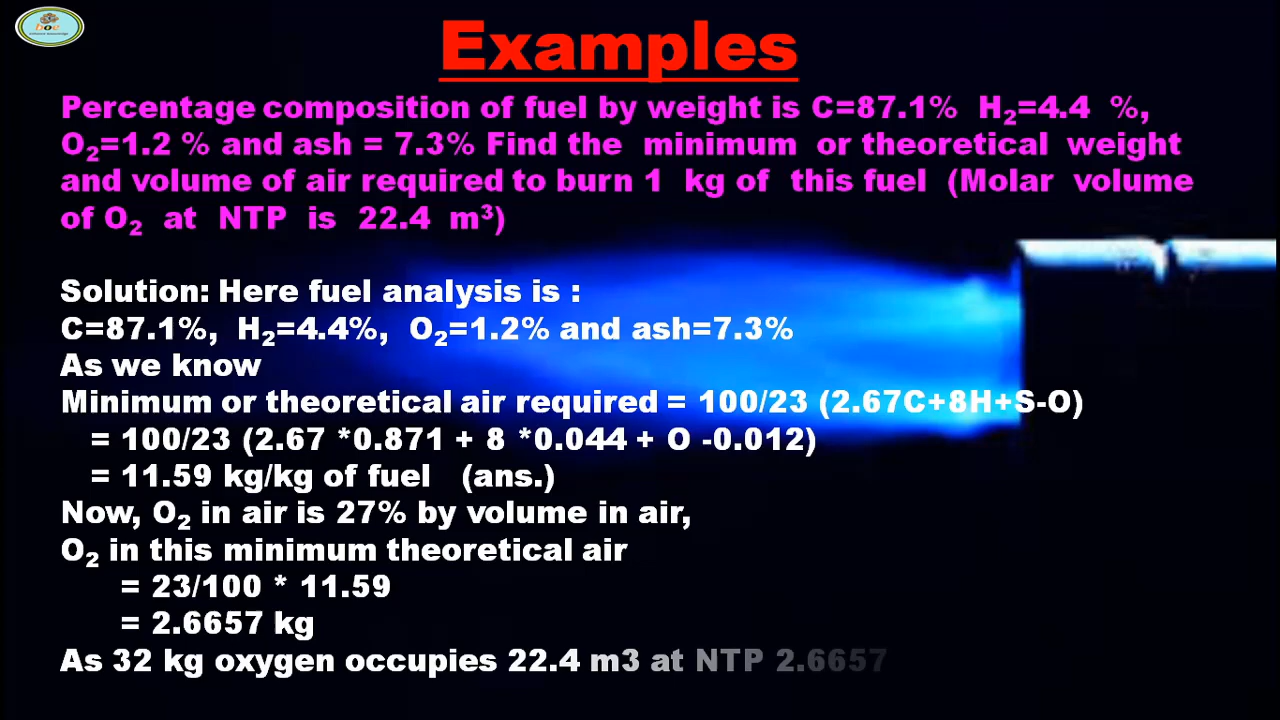 Examples
Percentage composition of fuel by weight is C=87.1% H₂=4.4 %,
O₂=1.2 % and ash = 7.3% Find the minimum or theoretical weight
and volume of air required to burn 1 kg of this fuel (Molar volume
of O₂ at NTP is 22.4 m³)
Solution: Here fuel analysis is :
C=87.1%, H₂=4.4%, O₂=1.2% and ash=7.3%
As we know
Minimum or theoretical air required = 100/23 (2.67C+8H+S-O)
= 100/23 (2.67 *0.871 + 8 *0.044 + O -0.012)
= 11.59 kg/kg of fuel (ans.)
Now, O₂ in air is 27% by volume in air,
O₂ in this minimum theoretical air
= 23/100 * 11.59
= 2.6657 kg
As 32 kg oxygen occupies 22.4 m3 at NTP 2.6657